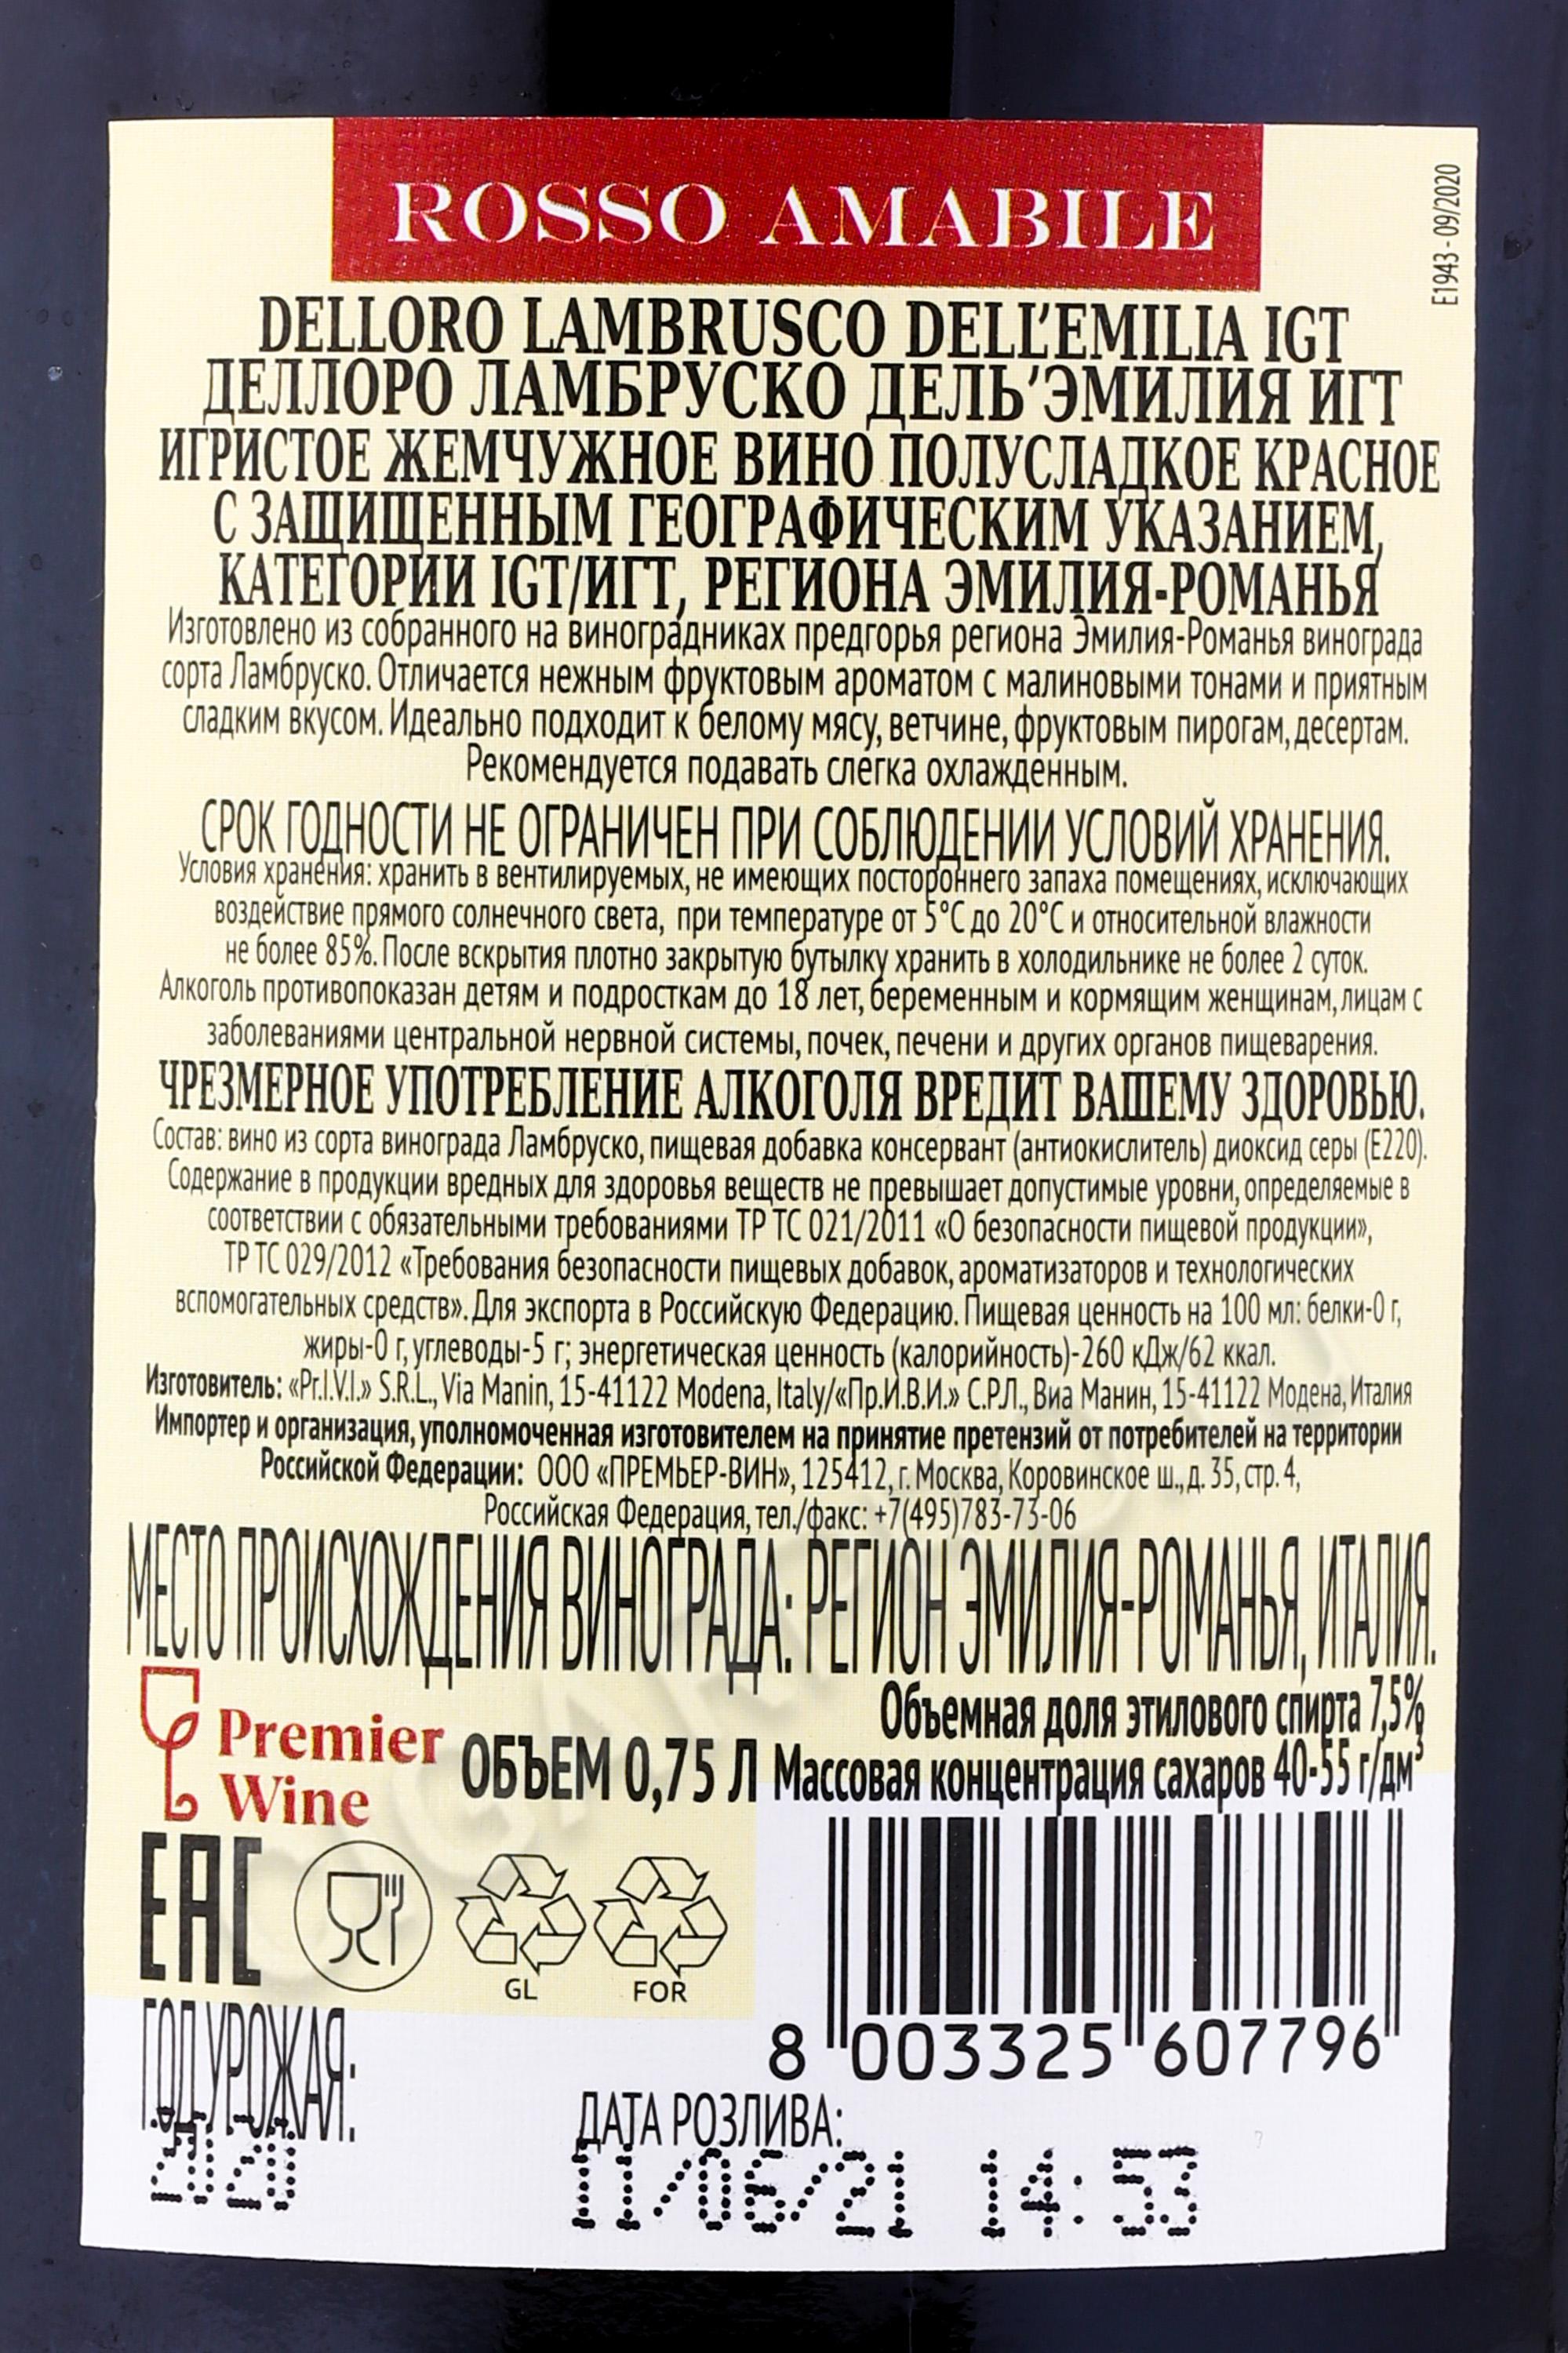 ROSSO AMABILE
E1943 - 09/2020
DELLORO LAMBRUSCO DELL'EMILIA IGT
ДЕЛЛОРО ЛАМБРУСКО ДЕЛЬ'ЭМИЛИЯ ИГТ
ИГРИСТОЕ ЖЕМЧУЖНОЕ ВИНО ПОЛУСЛАДКОЕ КРАСНОЕ
С ЗАЩИЩЕННЫМ ГЕОГРАФИЧЕСКИМ УКАЗАНИЕМ,
КАТЕГОРИИ IGT/ИГТ, РЕГИОНА ЭМИЛИЯ-РОМАНЬЯ
Изготовлено из собранного на виноградниках предгорья региона Эмилия-Романья винограда
сорта Ламбруско. Отличается нежным фруктовым ароматом с малиновыми тонами и приятным
сладким вкусом. Идеально подходит к белому мясу, ветчине, фруктовым пирогам, десертам.
Рекомендуется подавать слегка охлажденным.
СРОК ГОДНОСТИ НЕ ОГРАНИЧЕН ПРИ СОБЛЮДЕНИИ УСЛОВИЙ ХРАНЕНИЯ.
Условия хранения: хранить в вентилируемых, не имеющих постороннего запаха помещениях, исключающих
воздействие прямого солнечного света, при температуре от 5°С до 20°С и относительной влажности
не более 85%. После вскрытия плотно закрытую бутылку хранить в холодильнике не более 2 суток.
Алкоголь противопоказан детям и подросткам до 18 лет, беременным и кормящим женщинам, лицам с
заболеваниями центральной нервной системы, почек, печени и других органов пищеварения.
ЧРЕЗМЕРНОЕ УПОТРЕБЛЕНИЕ АЛКОГОЛЯ ВРЕДИТ ВАШЕМУ ЗДОРОВЬЮ.
Состав: вино из сорта винограда Ламбруско, пищевая добавка консервант (антиокислитель) диоксид серы (Е220).
Содержание в продукции вредных для здоровья веществ не превышает допустимые уровни, определяемые в
соответствии с обязательными требованиями ТР ТС 021/2011 «О безопасности пищевой продукции»,
ТР ТС 029/2012 «Требования безопасности пищевых добавок, ароматизаторов и технологических
вспомогательных средств». Для экспорта в Российскую Федерацию. Пищевая ценность на 100 мл: белки-0 г,
жиры-0 г, углеводы-5 г; энергетическая ценность (калорийность)-260 кДж/62 ккал.
Изготовитель: «Pr.I.V.I.» S.R.L., Via Manin, 15-41122 Modena, Italy/«Пр.И.В.И.» С.Р.Л., Виа Манин, 15-41122 Модена, Италия
Импортер и организация, уполномоченная изготовителем на принятие претензий от потребителей на территории
Российской Федерации: ООО «ПРЕМЬЕР-ВИН», 125412, г. Москва, Коровинское ш., д. 35, стр. 4,
Российская Федерация, тел./факс: +7(495)783-73-06
МЕСТО ПРОИСХОЖДЕНИЯ ВИНОГРАДА: РЕГИОН ЭМИЛИЯ-РОМАНЬЯ, ИТАЛИЯ.
Premier
Wine
ОБЪЕМ 0,75 Л
Объемная доля этилового спирта 7,5%
Массовая концентрация сахаров 40-55 г/дм³
EAC
GL
FOR
8 003325 607796
ГОД УРОЖАЯ:
2020
ДАТА РОЗЛИВА:
11/06/21 14:53